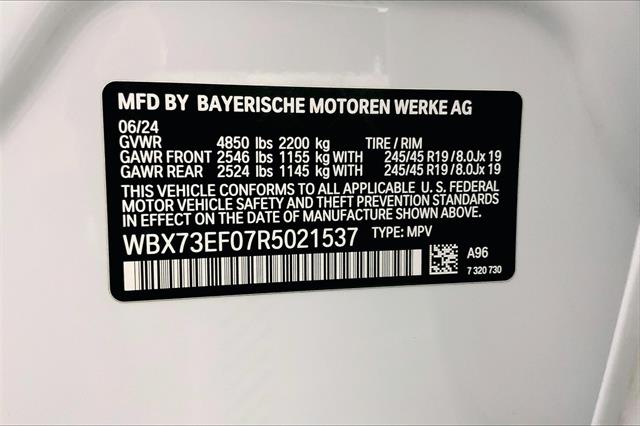 MFD BY BAYERISCHE MOTOREN WERKE AG
06/24
GVWR 4850 lbs 2200 kg TIRE / RIM
GAWR FRONT 2546 lbs 1155 kg WITH 245/45 R19 / 8.0Jx 19
GAWR REAR 2524 lbs 1145 kg WITH 245/45 R19 / 8.0Jx 19
THIS VEHICLE CONFORMS TO ALL APPLICABLE U. S. FEDERAL
MOTOR VEHICLE SAFETY AND THEFT PREVENTION STANDARDS
IN EFFECT ON THE DATE OF MANUFACTURE SHOWN ABOVE.
WBX73EF07R5021537 TYPE: MPV
A96
7 320 730